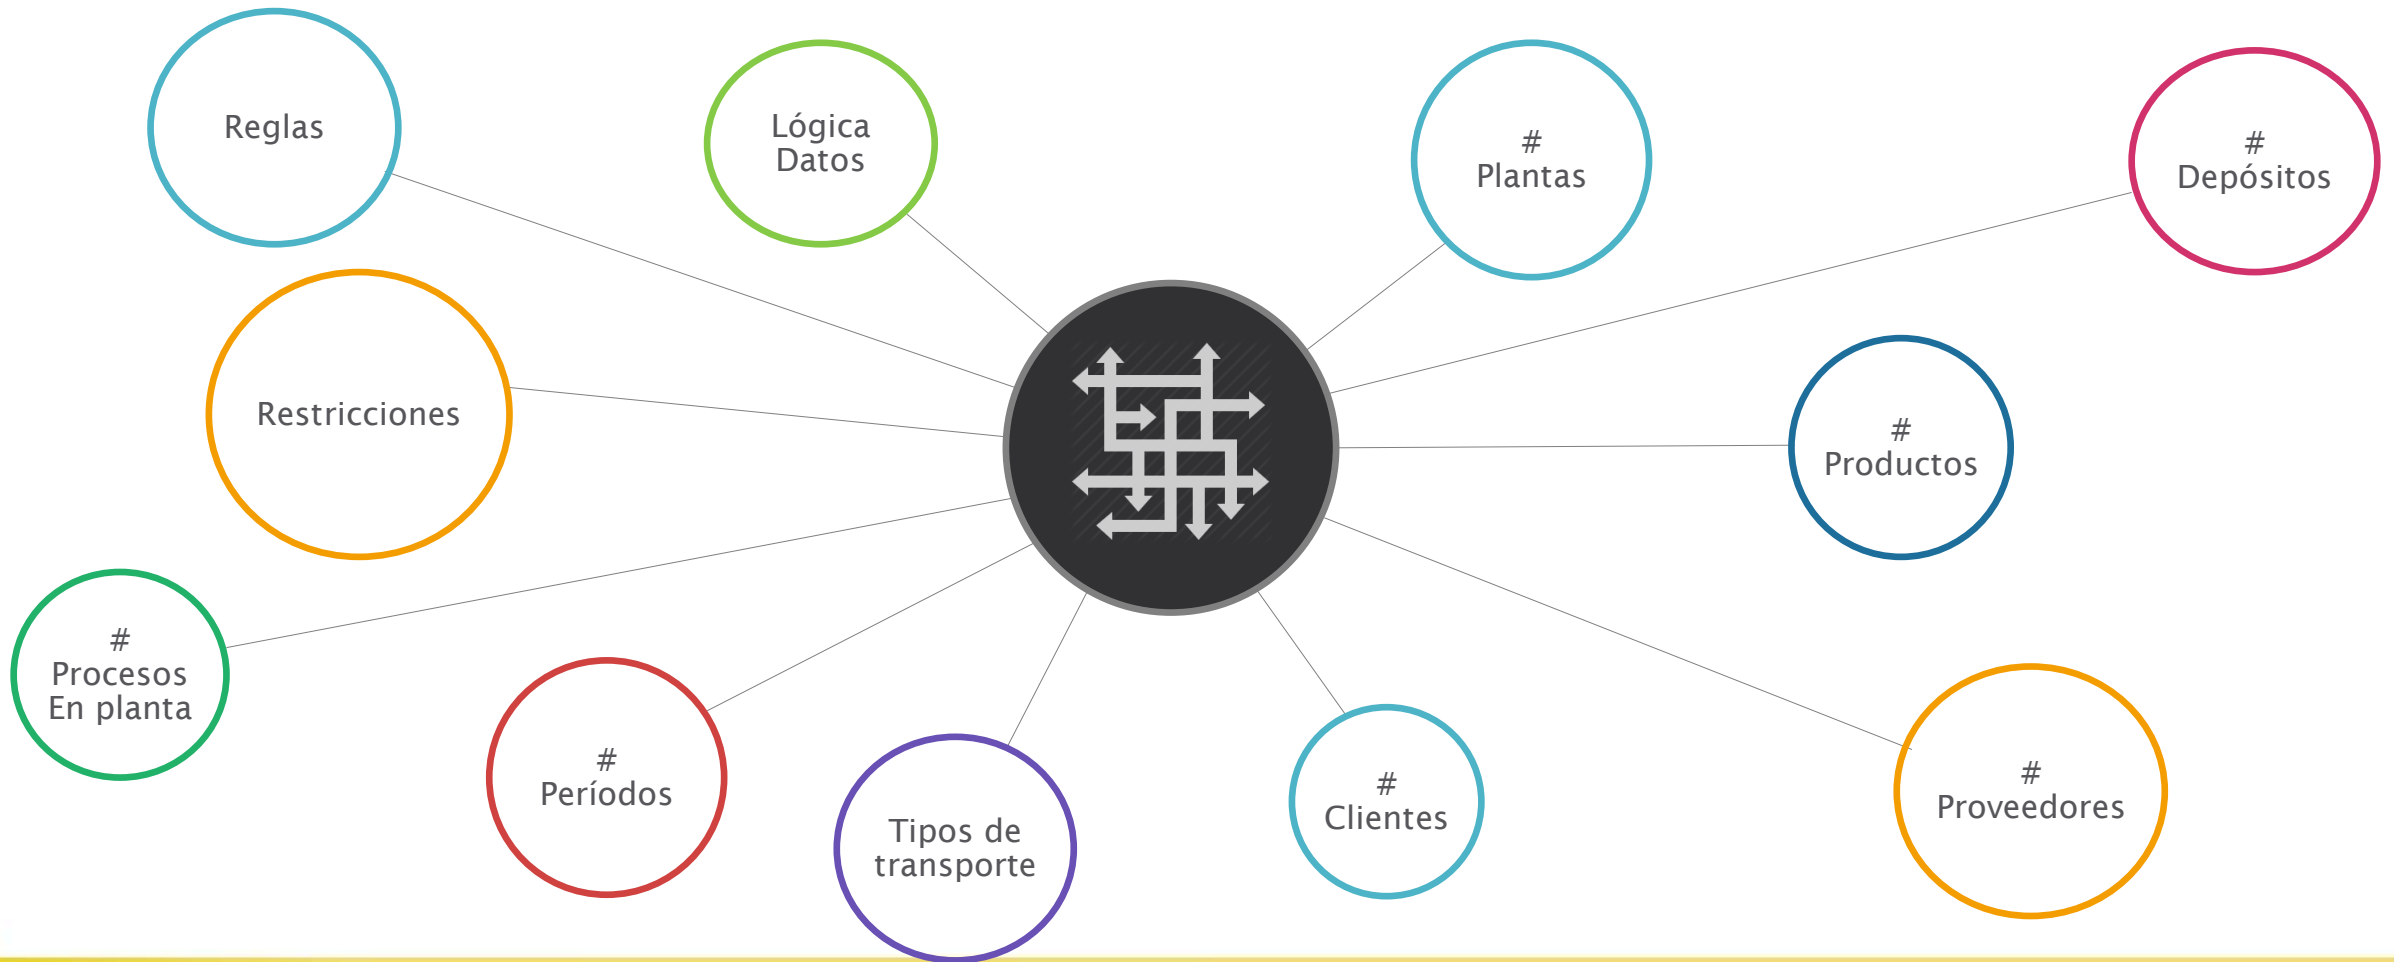 Reglas
Lógica
Datos
#
Plantas
#
Depósitos
Restricciones
#
Productos
#
Procesos
En planta
#
Períodos
Tipos de
transporte
#
Clientes
#
Proveedores